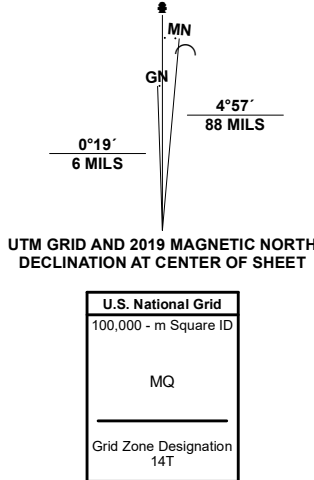 MN
GN
4°57´
88 MILS
0°19´
6 MILS
UTM GRID AND 2019 MAGNETIC NORTH
DECLINATION AT CENTER OF SHEET
U.S. National Grid
100,000 - m Square ID
MQ
Grid Zone Designation
14T